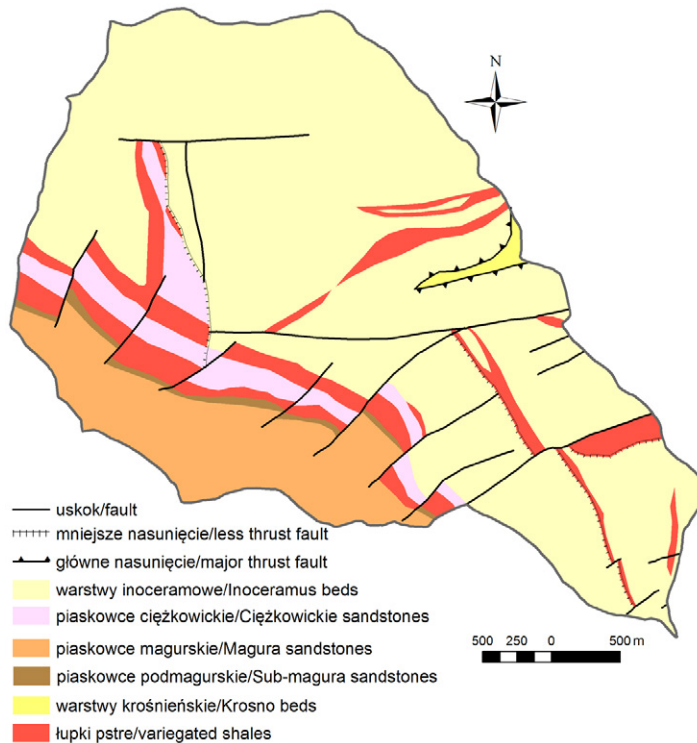 N
uskok/fault
mniejsze nasunięcie/less thrust fault
główne nasunięcie/major thrust fault
warstwy inoceramowe/Inoceramus beds
piaskowce ciężkowickie/Ciężkowickie sandstones
piaskowce magurskie/Magura sandstones
piaskowce podmagurskie/Sub-magura sandstones
warstwy krośnieńskie/Krosno beds
łupki pstre/variegated shales
500 250 0 500 m